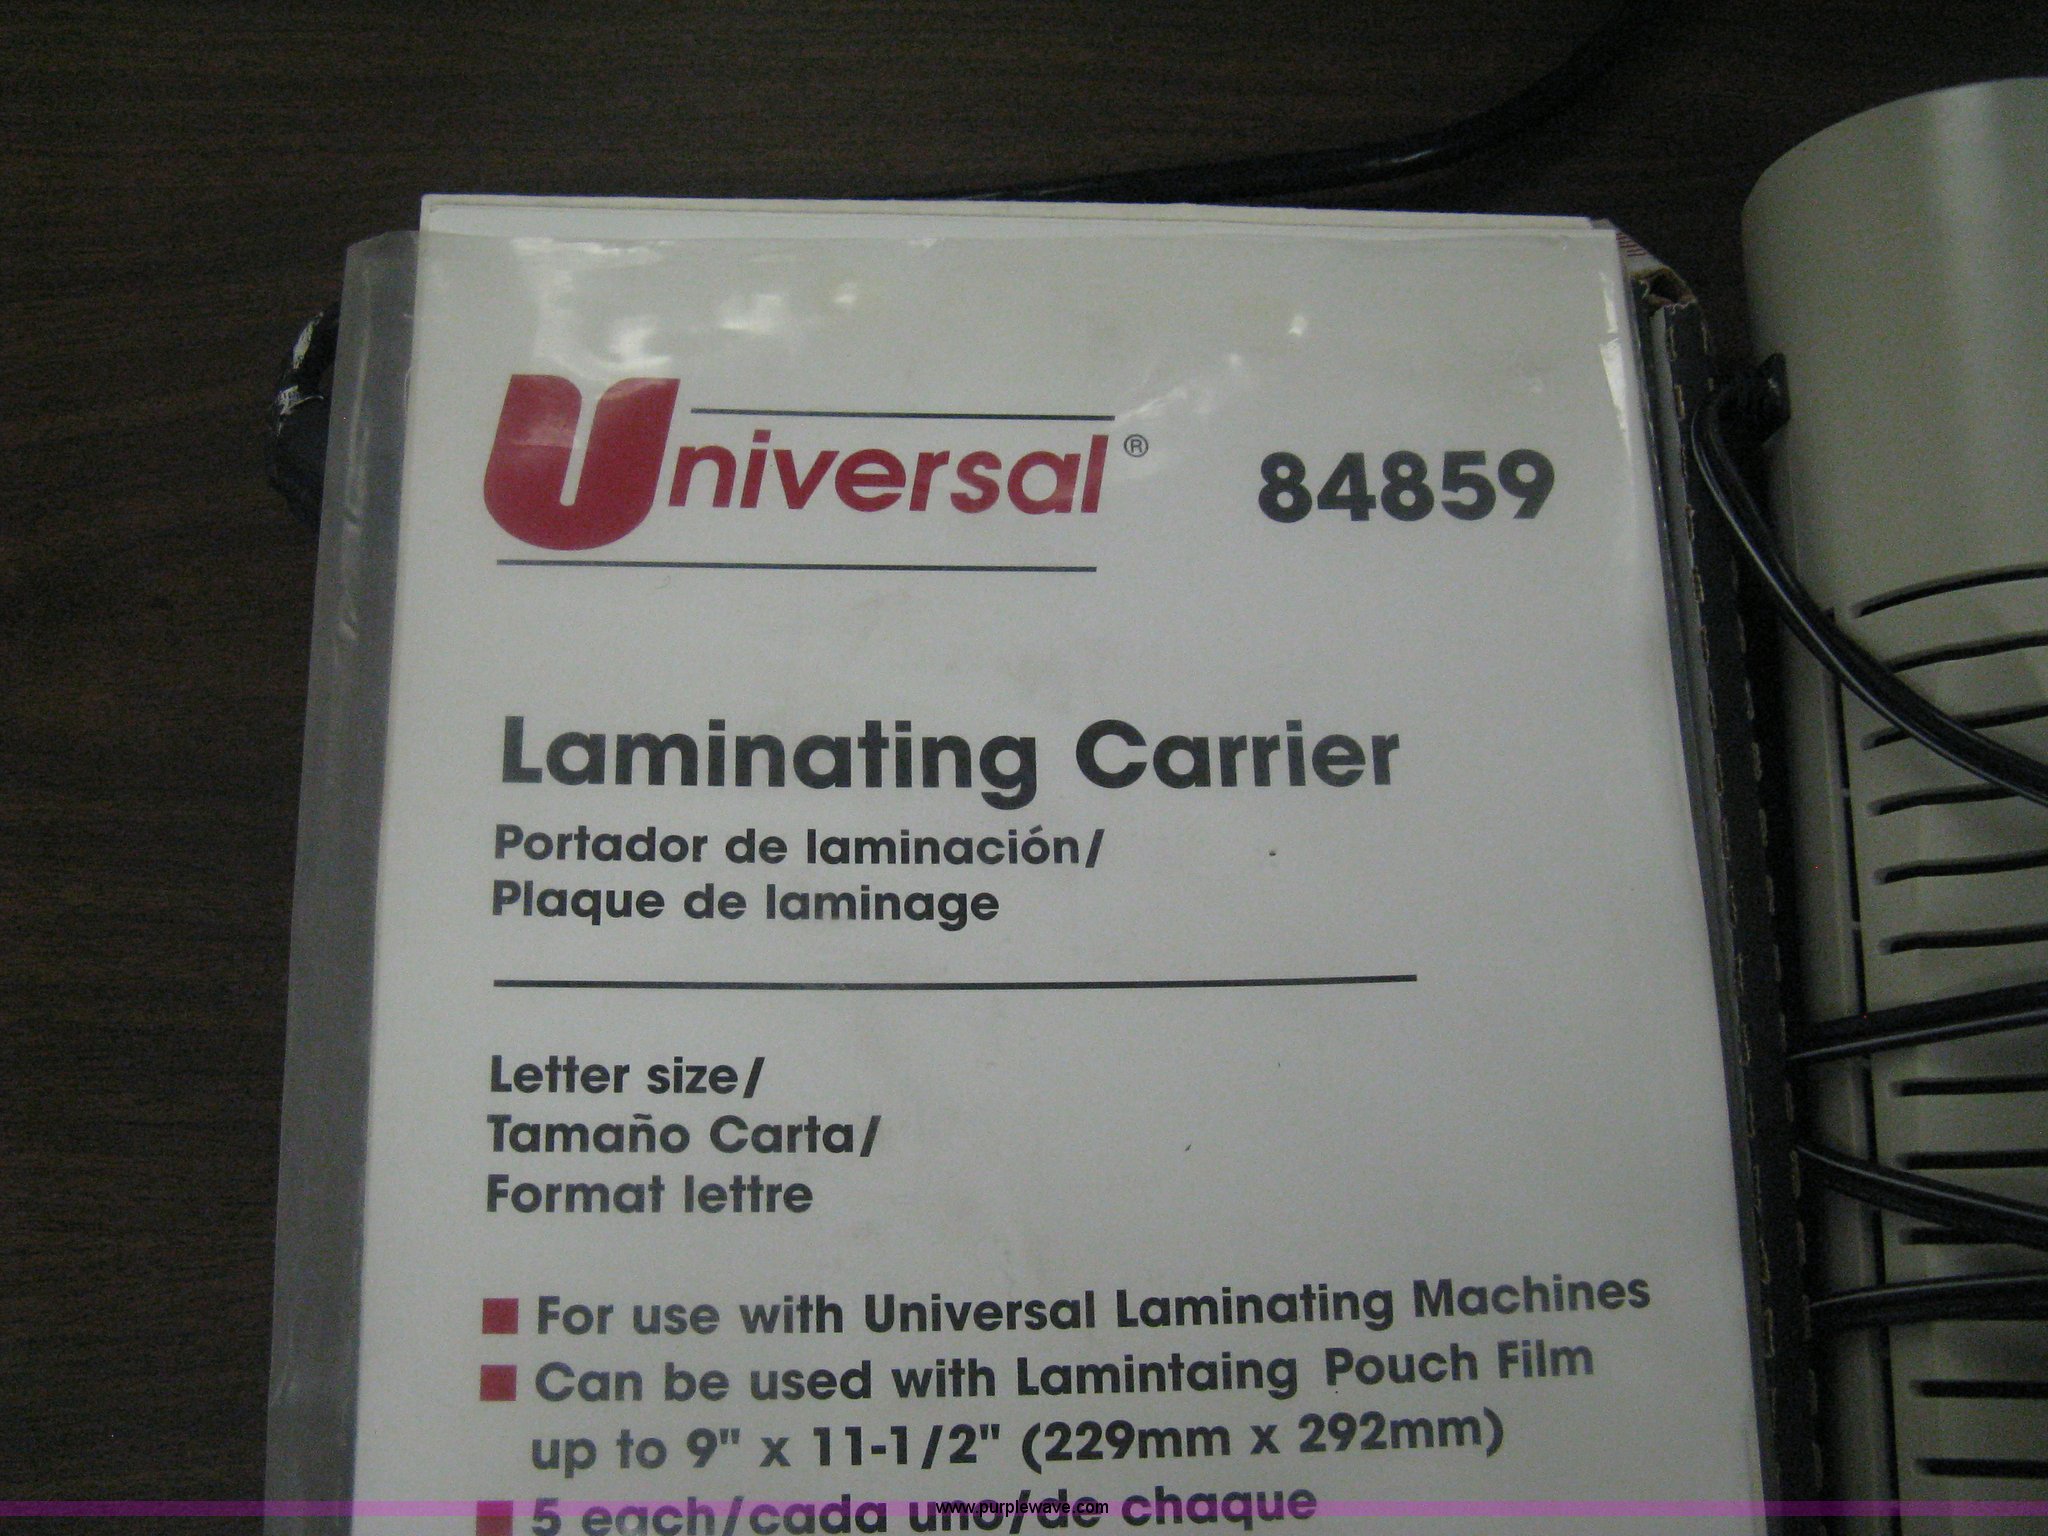 Universal® 84859
Laminating Carrier
Portador de laminación/
Plaque de laminage
Letter size/
Tamaño Carta/
Format lettre
For use with Universal Laminating Machines
Can be used with Lamintaing Pouch Film
up to 9" x 11-1/2" (229mm x 292mm)
5 each/cada uno/de chaque
www.purplewave.com